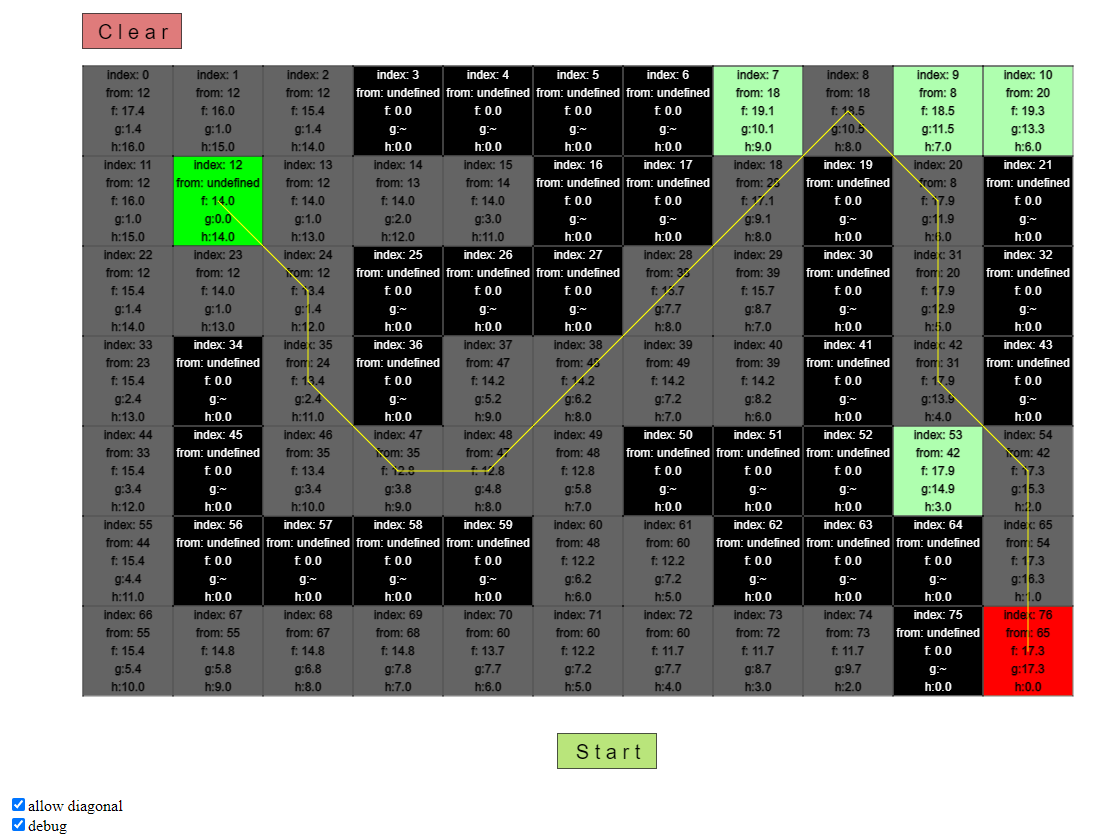 Clear
index: 0 index: 1 index: 2 index: 3 index: 4 index: 5 index: 6 index: 7 index: 8 index: 9 index: 10
from: 12 from: 12 from: 12 from: undefined from: undefined from: undefined from: undefined from: 18 from: 18 from: 8 from: 20
f: 17.4 f: 16.0 f: 15.4 f: 0.0 f: 0.0 f: 0.0 f: 0.0 f: 19.1 f: 18.5 f: 18.5 f: 19.3
g:1.4 g:1.0 g:1.4 g:~ g:~ g:~ g:~ g:10.1 g:10.5 g:11.5 g:13.3
h:16.0 h:15.0 h:14.0 h:0.0 h:0.0 h:0.0 h:0.0 h:9.0 h:8.0 h:7.0 h:6.0
index: 11 index: 12 index: 13 index: 14 index: 15 index: 16 index: 17 index: 18 index: 19 index: 20 index: 21
from: 12 from: undefined from: 12 from: 13 from: 14 from: undefined from: undefined from: 28 from: undefined from: 8 from: undefined
f: 16.0 f: 14.0 f: 14.0 f: 14.0 f: 14.0 f: 0.0 f: 0.0 f: 17.1 f: 0.0 f: 17.9 f: 0.0
g:1.0 g:0.0 g:1.0 g:2.0 g:3.0 g:~ g:~ g:9.1 g:~ g:11.9 g:~
h:15.0 h:14.0 h:13.0 h:12.0 h:11.0 h:0.0 h:0.0 h:8.0 h:0.0 h:6.0 h:0.0
index: 22 index: 23 index: 24 index: 25 index: 26 index: 27 index: 28 index: 29 index: 30 index: 31 index: 32
from: 12 from: 12 from: 12 from: undefined from: undefined from: undefined from: 38 from: 39 from: undefined from: 20 from: undefined
f: 15.4 f: 14.0 f: 13.4 f: 0.0 f: 0.0 f: 0.0 f: 15.7 f: 15.7 f: 0.0 f: 17.9 f: 0.0
g:1.4 g:1.0 g:1.4 g:~ g:~ g:~ g:7.7 g:8.7 g:~ g:12.9 g:~
h:14.0 h:13.0 h:12.0 h:0.0 h:0.0 h:0.0 h:8.0 h:7.0 h:0.0 h:5.0 h:0.0
index: 33 index: 34 index: 35 index: 36 index: 37 index: 38 index: 39 index: 40 index: 41 index: 42 index: 43
from: 23 from: undefined from: 24 from: undefined from: 47 from: 48 from: 49 from: 49 from: undefined from: 31 from: undefined
f: 15.4 f: 0.0 f: 13.4 f: 0.0 f: 14.2 f: 14.2 f: 14.2 f: 14.2 f: 0.0 f: 17.9 f: 0.0
g:2.4 g:~ g:2.4 g:~ g:5.2 g:6.2 g:7.2 g:8.2 g:~ g:13.9 g:~
h:13.0 h:0.0 h:11.0 h:0.0 h:9.0 h:8.0 h:7.0 h:6.0 h:0.0 h:4.0 h:0.0
index: 44 index: 45 index: 46 index: 47 index: 48 index: 49 index: 50 index: 51 index: 52 index: 53 index: 54
from: 33 from: undefined from: 35 from: 35 from: 47 from: 48 from: undefined from: undefined from: undefined from: 42 from: 42
f: 15.4 f: 0.0 f: 13.4 f: 12.8 f: 12.8 f: 12.8 f: 0.0 f: 0.0 f: 0.0 f: 17.9 f: 17.3
g:3.4 g:~ g:3.4 g:3.8 g:4.8 g:5.8 g:~ g:~ g:~ g:14.9 g:15.3
h:12.0 h:0.0 h:10.0 h:9.0 h:8.0 h:7.0 h:0.0 h:0.0 h:0.0 h:3.0 h:2.0
index: 55 index: 56 index: 57 index: 58 index: 59 index: 60 index: 61 index: 62 index: 63 index: 64 index: 65
from: 44 from: undefined from: undefined from: undefined from: undefined from: 48 from: 60 from: undefined from: undefined from: undefined from: 54
f: 15.4 f: 0.0 f: 0.0 f: 0.0 f: 0.0 f: 12.2 f: 12.2 f: 0.0 f: 0.0 f: 0.0 f: 17.3
g:4.4 g:~ g:~ g:~ g:~ g:6.2 g:7.2 g:~ g:~ g:~ g:16.3
h:11.0 h:0.0 h:0.0 h:0.0 h:0.0 h:6.0 h:5.0 h:0.0 h:0.0 h:0.0 h:1.0
index: 66 index: 67 index: 68 index: 69 index: 70 index: 71 index: 72 index: 73 index: 74 index: 75 index: 76
from: 55 from: 55 from: 67 from: 68 from: 60 from: 60 from: 60 from: 72 from: 73 from: undefined from: 65
f: 15.4 f: 14.8 f: 14.8 f: 14.8 f: 13.7 f: 12.2 f: 11.7 f: 11.7 f: 11.7 f: 0.0 f: 17.3
g:5.4 g:5.8 g:6.8 g:7.8 g:7.7 g:7.2 g:7.7 g:8.7 g:9.7 g:~ g:17.3
h:10.0 h:9.0 h:8.0 h:7.0 h:6.0 h:5.0 h:4.0 h:3.0 h:2.0 h:0.0 h:0.0
Start
allow diagonal
debug